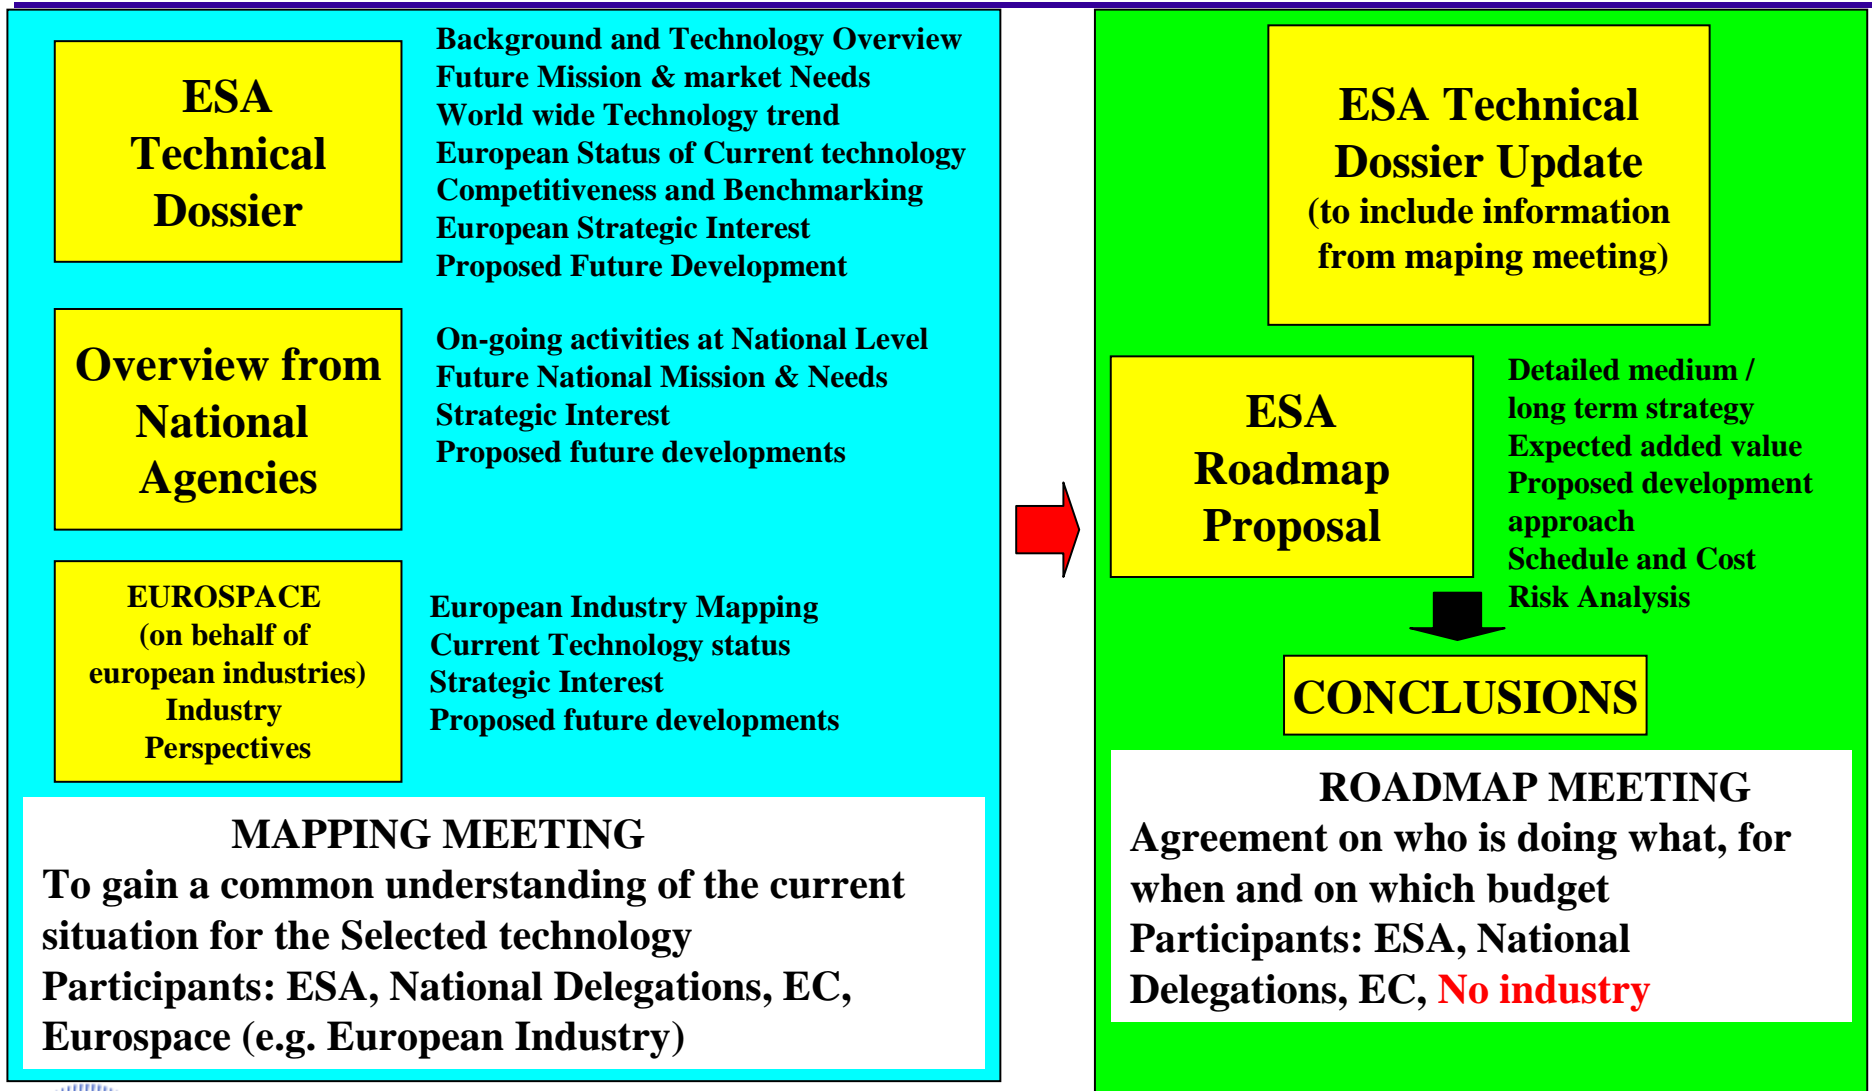 ESA
Technical
Dossier
Background and Technology Overview
Future Mission & market Needs
World wide Technology trend
European Status of Current technology
Competitiveness and Benchmarking
European Strategic Interest
Proposed Future Development
Overview from
National
Agencies
On-going activities at National Level
Future National Mission & Needs
Strategic Interest
Proposed future developments
EUROSPACE
(on behalf of
european industries)
Industry
Perspectives
European Industry Mapping
Current Technology status
Strategic Interest
Proposed future developments
MAPPING MEETING
To gain a common understanding of the current
situation for the Selected technology
Participants: ESA, National Delegations, EC,
Eurospace (e.g. European Industry)
ESA Technical
Dossier Update
(to include information
from maping meeting)
ESA
Roadmap
Proposal
Detailed medium /
long term strategy
Expected added value
Proposed development
approach
Schedule and Cost
Risk Analysis
CONCLUSIONS
ROADMAP MEETING
Agreement on who is doing what, for
when and on which budget
Participants: ESA, National
Delegations, EC, No industry